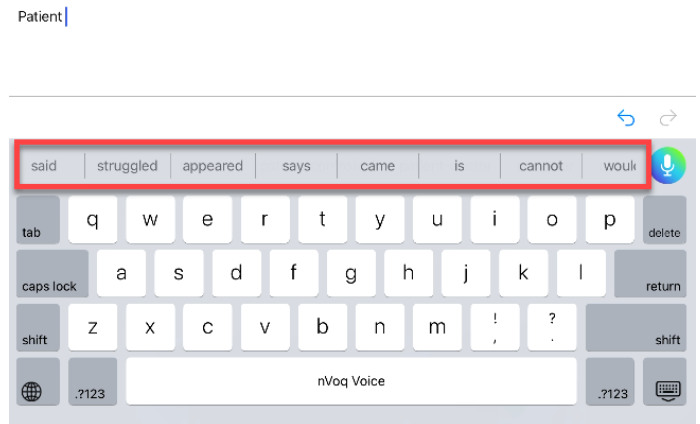 Patient
said struggled appeared says came is cannot woul
tab q w e r t y u i o p delete
caps lock a s d f g h j k l return
shift z x c v b n m ! , ? . shift
.?123 nVoq Voice .?123